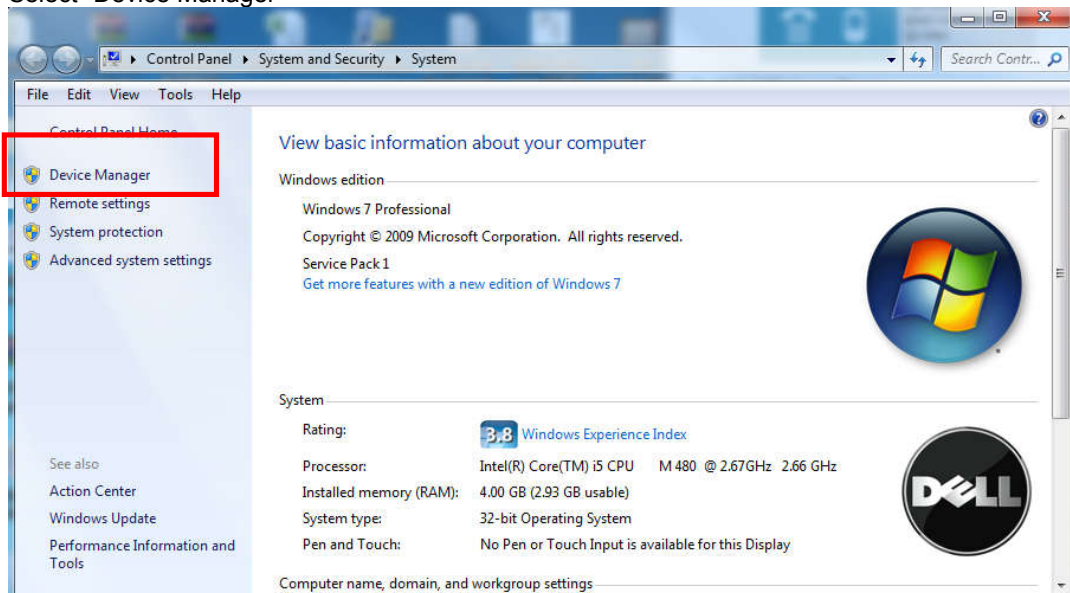 Select "Device Manager"
Control Panel
System and Security
System
Search Contr...
File Edit View Tools Help
Control Panel Home
Device Manager
Remote settings
System protection
Advanced system settings
See also
Action Center
Windows Update
Performance Information and
Tools
View basic information about your computer
Windows edition
Windows 7 Professional
Copyright © 2009 Microsoft Corporation. All rights reserved.
Service Pack 1
Get more features with a new edition of Windows 7
System
Rating: 3.8 Windows Experience Index
Processor: Intel(R) Core(TM) i5 CPU M 480 @ 2.67GHz 2.66 GHz
Installed memory (RAM): 4.00 GB (2.93 GB usable)
System type: 32-bit Operating System
Pen and Touch: No Pen or Touch Input is available for this Display
DELL
Computer name, domain, and workgroup settings